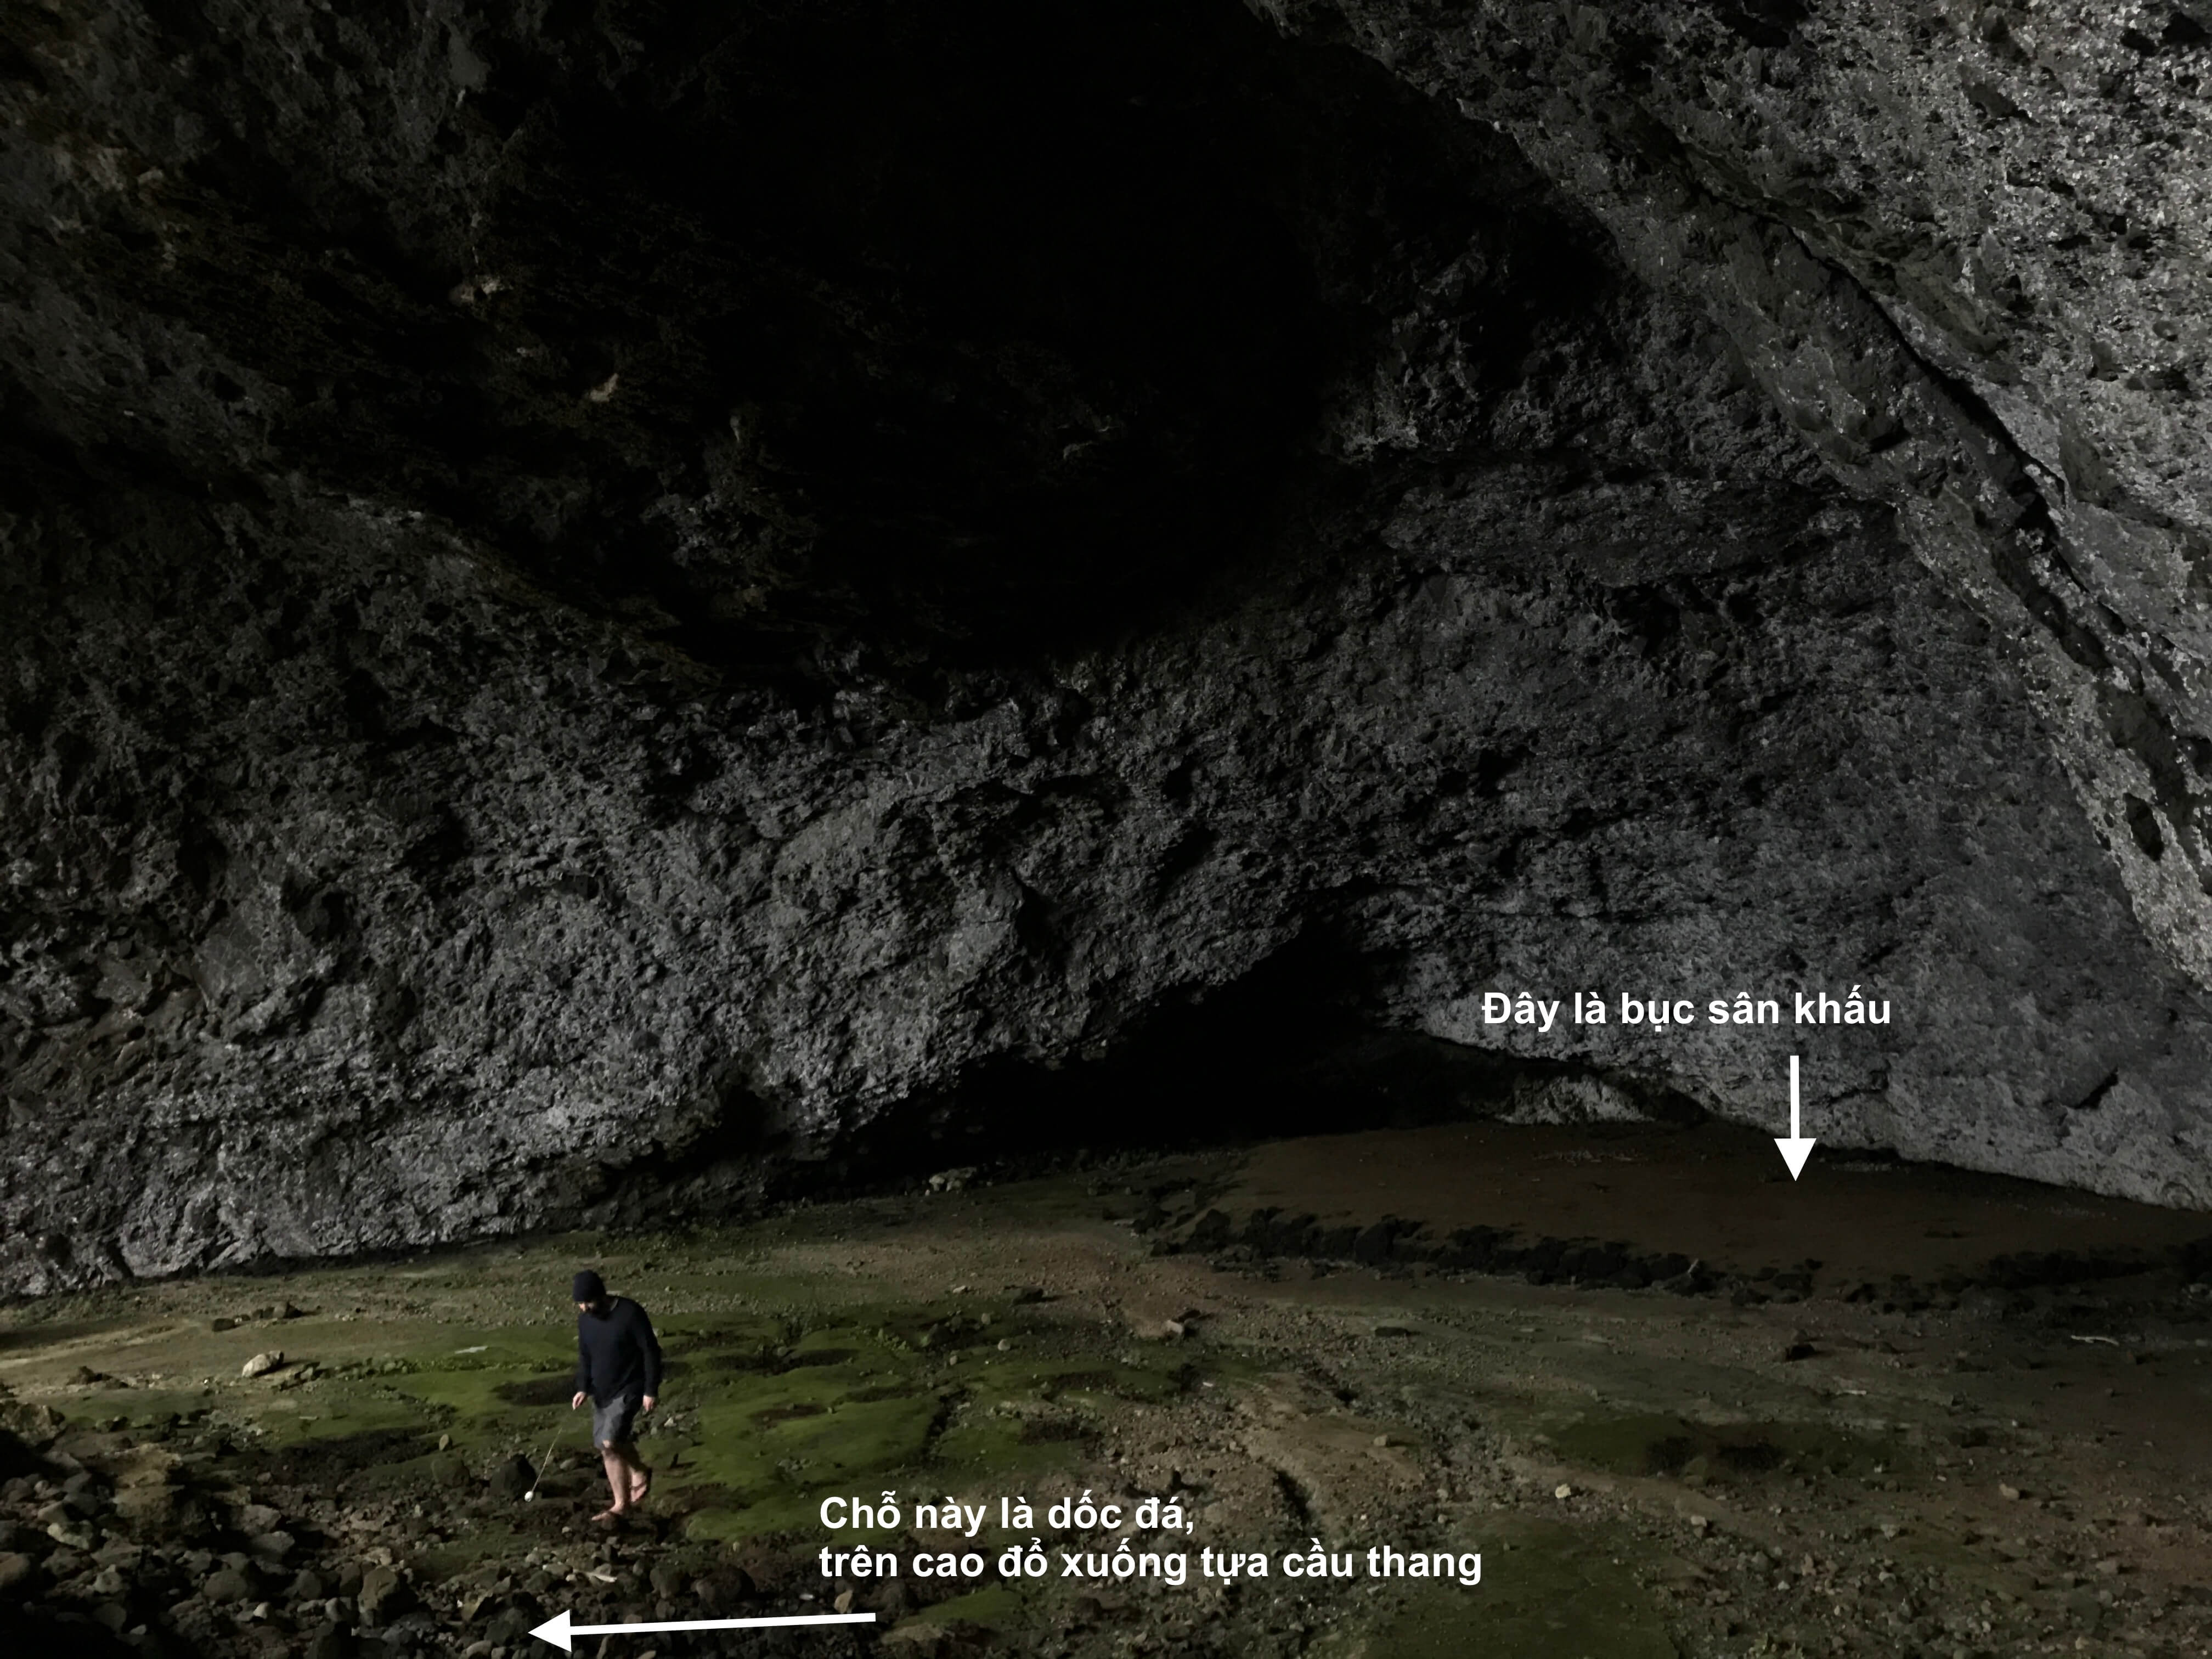 Đây là bục sân khấu
Chỗ này là dốc đá,
trên cao đổ xuống tựa cầu thang